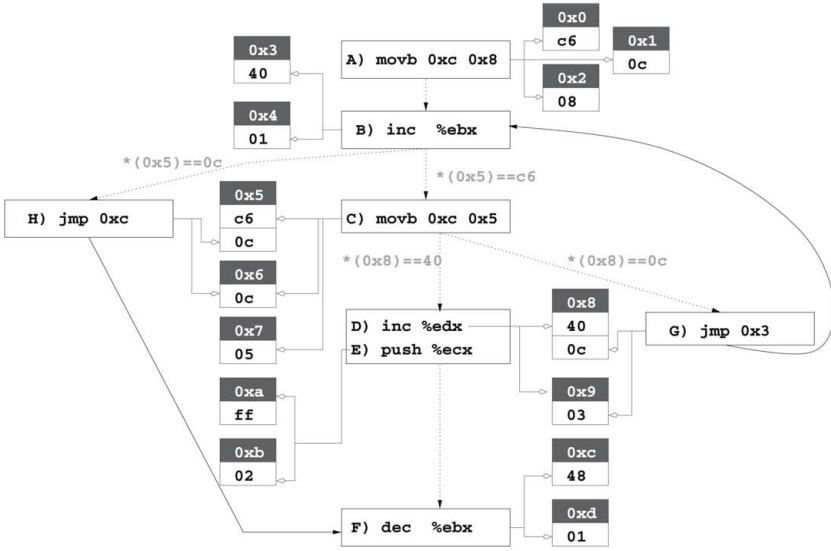 0x0
c6
0x1
0c
0x2
08
A) movb 0xc 0x8
0x3
40
0x4
01
B) inc %ebx
*(0x5)==0c
*(0x5)==c6
H) jmp 0xc
0x5
c6
0c
C) movb 0xc 0x5
0x6
0c
*(0x8)==40
*(0x8)==0c
0x7
05
D) inc %edx
E) push %ecx
0x8
40
0c
G) jmp 0x3
0xa
ff
0x9
03
0xb
02
0xc
48
F) dec %ebx
0xd
01